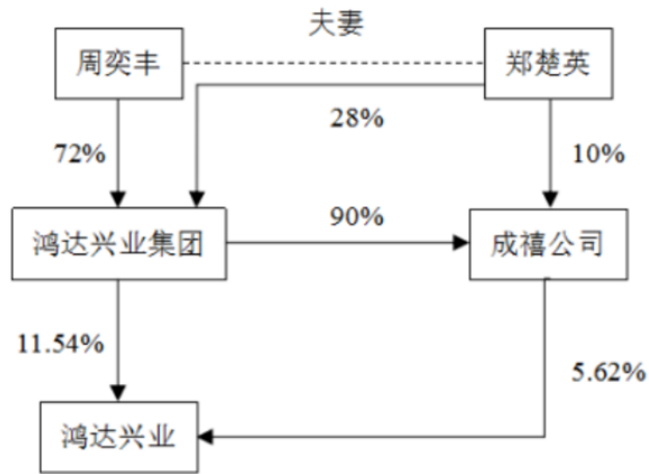 夫妻
周奕丰
郑楚英
28%
72%
10%
90%
鸿达兴业集团
成禧公司
11.54%
5.62%
鸿达兴业